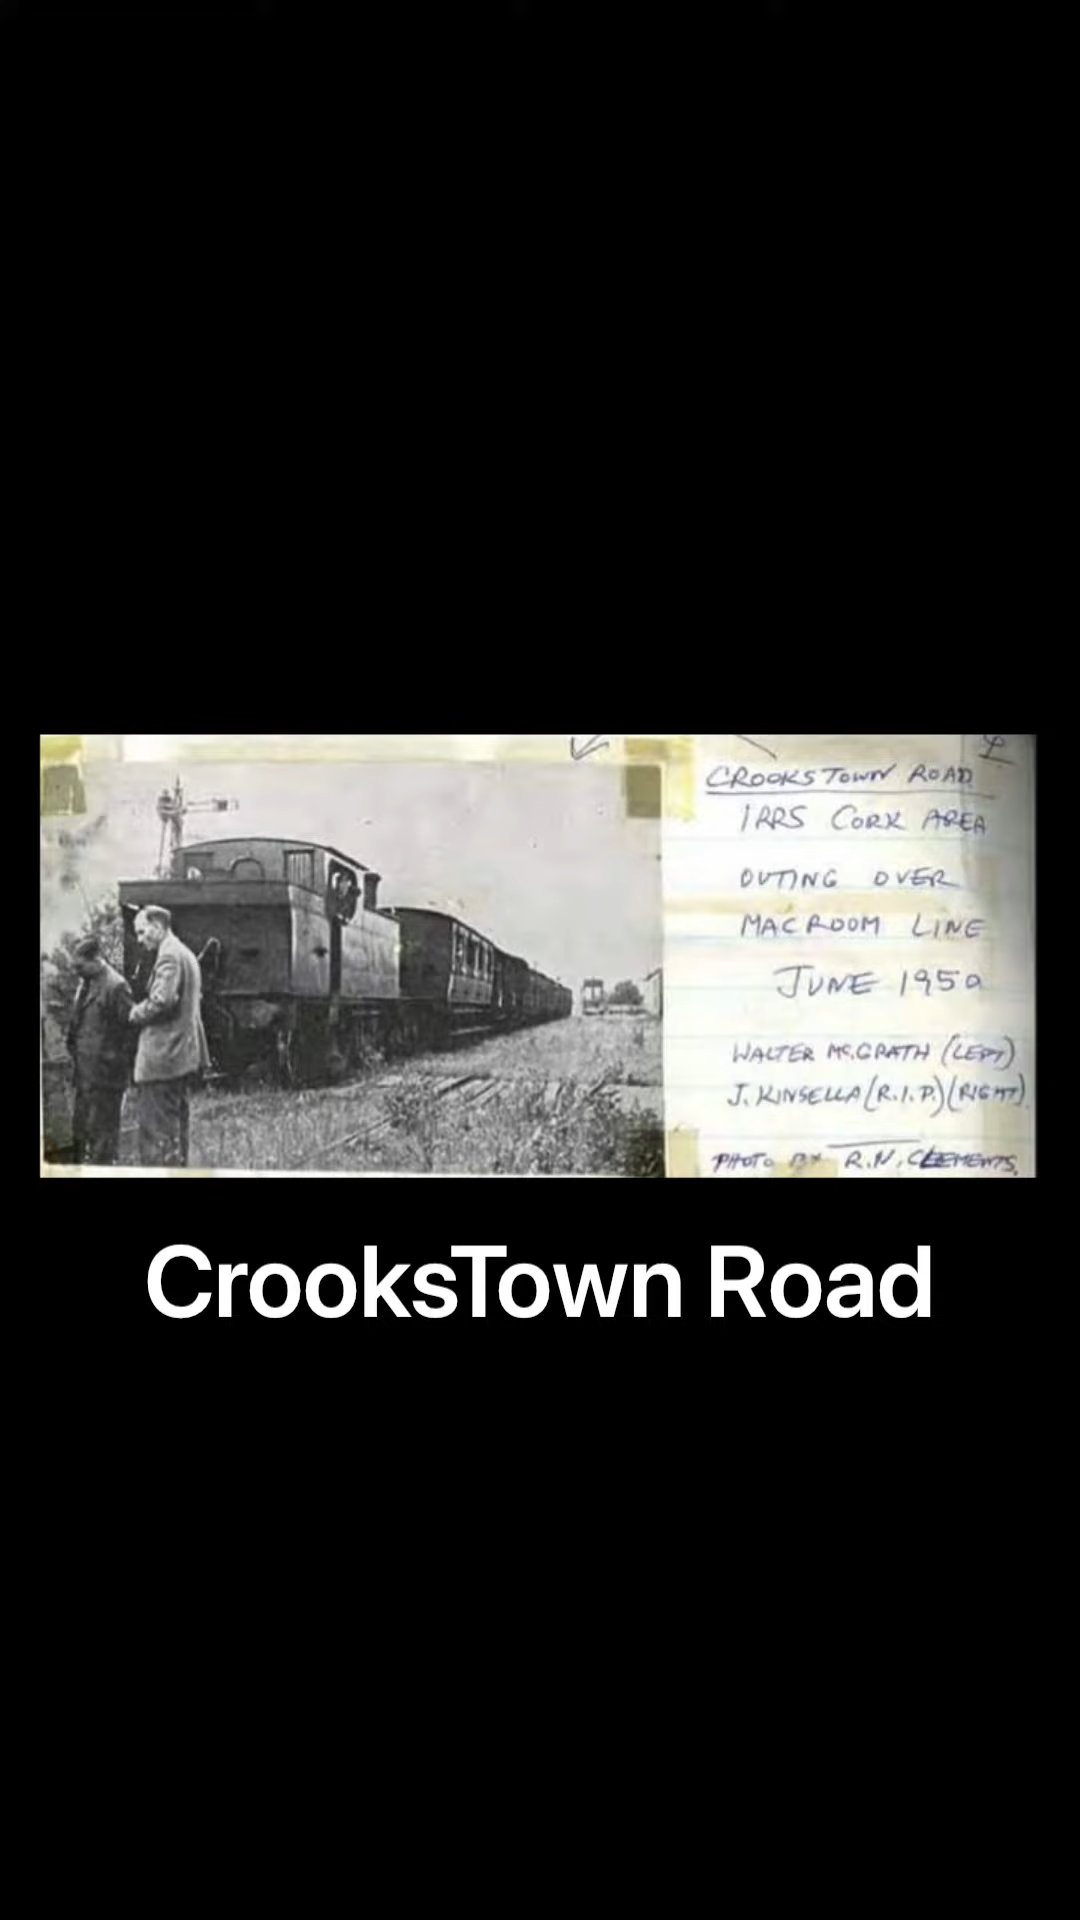 CROOKSTOWN ROAD
IRRS CORK AREA
OUTING OVER
MACROOM LINE
JUNE 1950
WALTER Mc.GRATH (LEFT)
J. KINSELLA (R.I.P.) (RIGHT)
PHOTO BY R.N. CLEMENTS.
CrooksTown Road